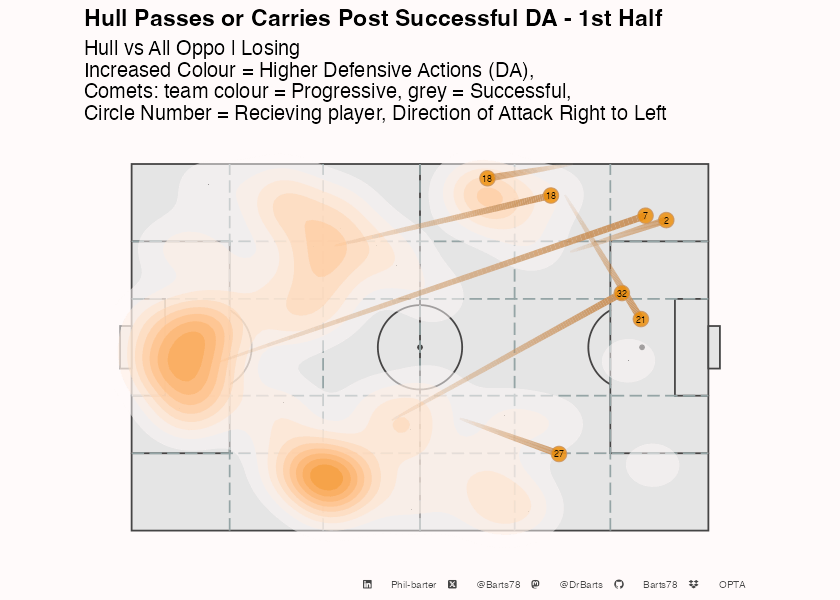 Hull Passes or Carries Post Successful DA - 1st Half
Hull vs All Oppo l Losing
Increased Colour = Higher Defensive Actions (DA),
Comets: team colour = Progressive, grey = Successful,
Circle Number = Recieving player, Direction of Attack Right to Left
18
18
7
2
32
21
27
Phil-barter @Barts78 @DrBarts Barts78 OPTA